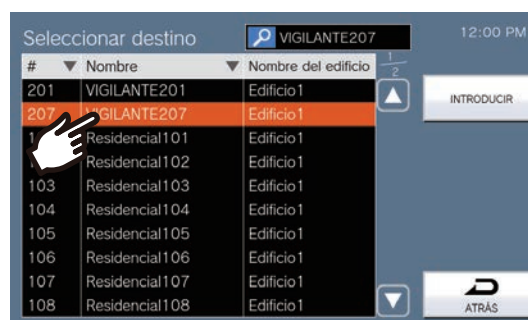 Seleccionar destino VIGILANTE207 12:00 PM
# Nombre Nombre del edificio 1/2
201 VIGILANTE201 Edificio1
INTRODUCIR
207 VIGILANTE207 Edificio1
Residencial101 Edificio1
Residencial102 Edificio1
103 Residencial103 Edificio1
104 Residencial104 Edificio1
105 Residencial105 Edificio1
106 Residencial106 Edificio1
107 Residencial107 Edificio1
108 Residencial108 Edificio1
ATRÁS